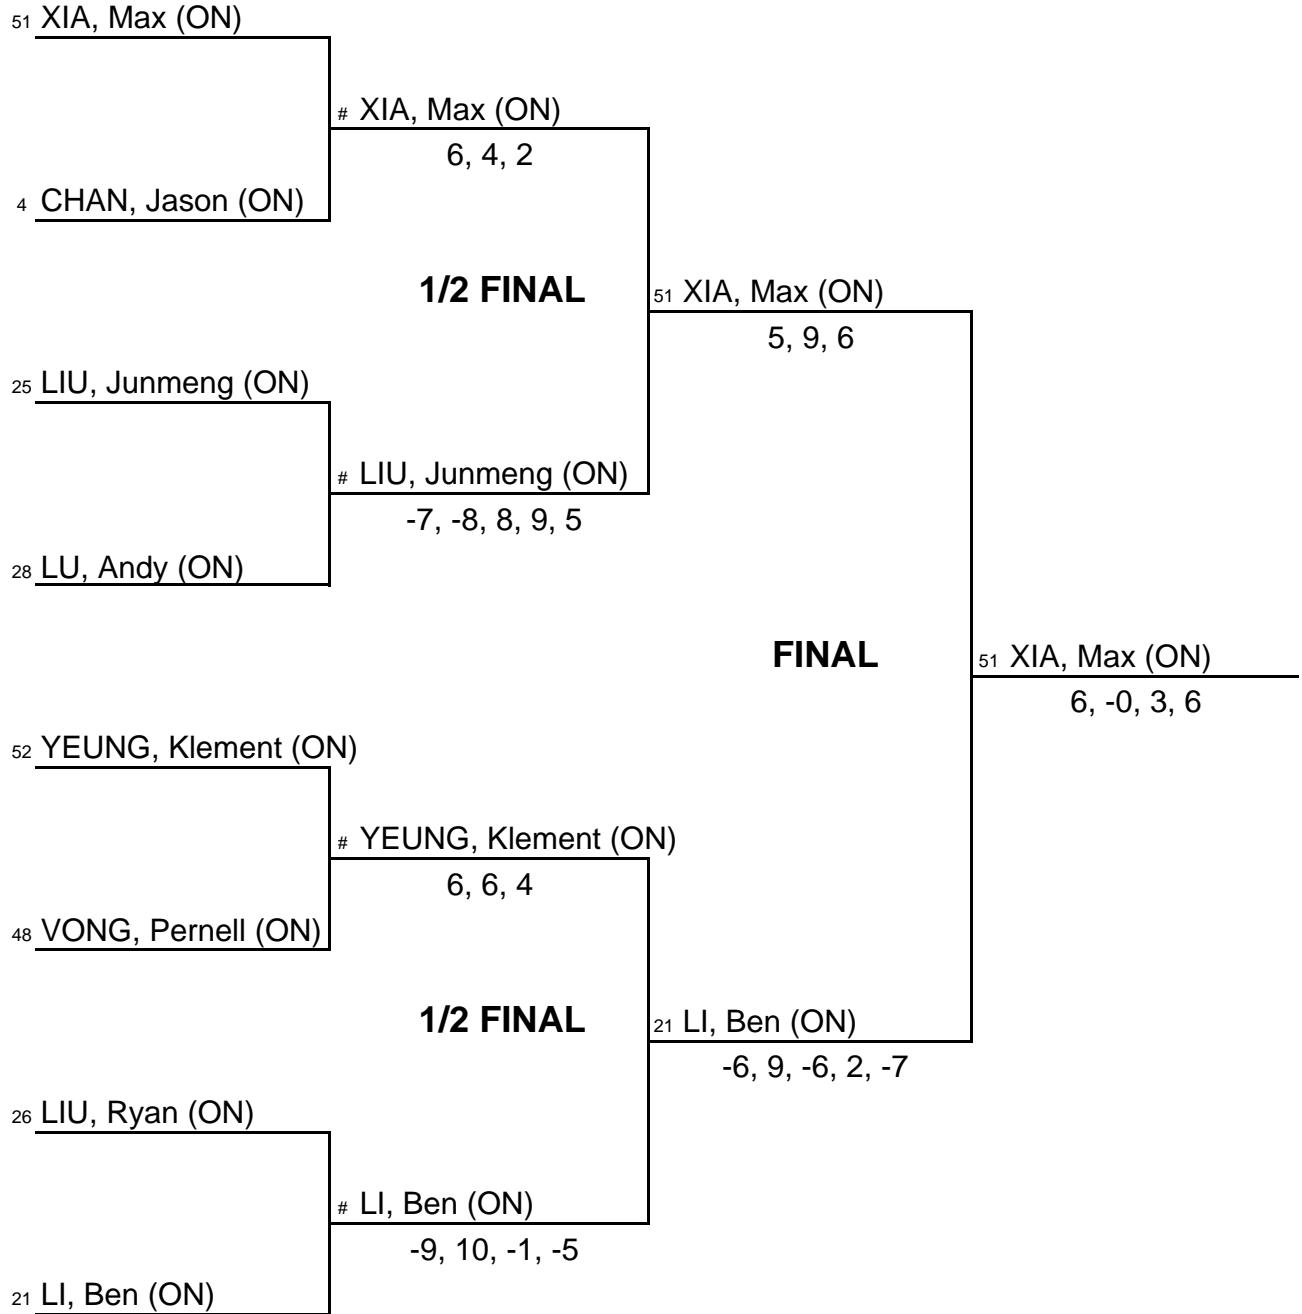 51 XIA, Max (ON)
# XIA, Max (ON)
6, 4, 2
4 CHAN, Jason (ON)
1/2 FINAL
51 XIA, Max (ON)
5, 9, 6
25 LIU, Junmeng (ON)
# LIU, Junmeng (ON)
-7, -8, 8, 9, 5
28 LU, Andy (ON)
FINAL
51 XIA, Max (ON)
6, -0, 3, 6
52 YEUNG, Klement (ON)
# YEUNG, Klement (ON)
6, 6, 4
48 VONG, Pernell (ON)
1/2 FINAL
21 LI, Ben (ON)
-6, 9, -6, 2, -7
26 LIU, Ryan (ON)
# LI, Ben (ON)
-9, 10, -1, -5
21 LI, Ben (ON)